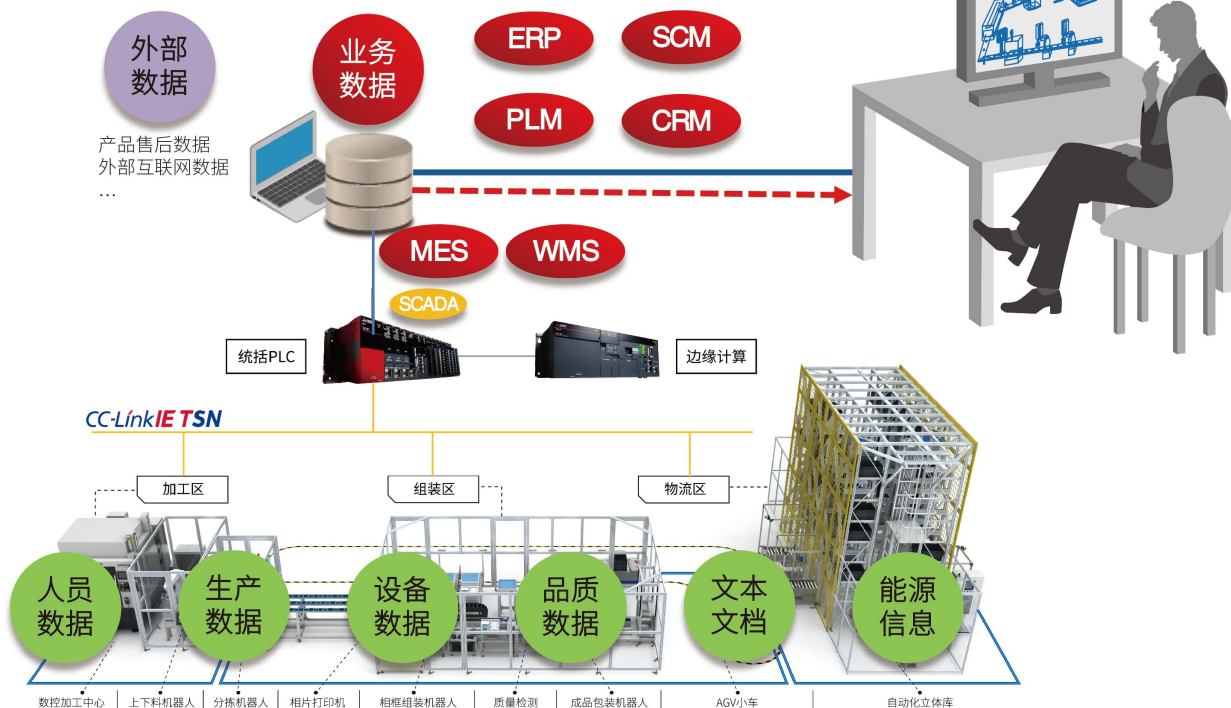 外部
数据
产品售后数据
外部互联网数据
...
业务
数据
ERP
SCM
PLM
CRM
MES
WMS
SCADA
统括PLC
边缘计算
CC-Link IE TSN
加工区
组装区
物流区
人员
数据
生产
数据
设备
数据
品质
数据
文本
文档
能源
信息
数控加工中心
上下料机器人
分拣机器人
相片打印机
相框组装机器人
质量检测
成品包装机器人
AGV小车
自动化立体库